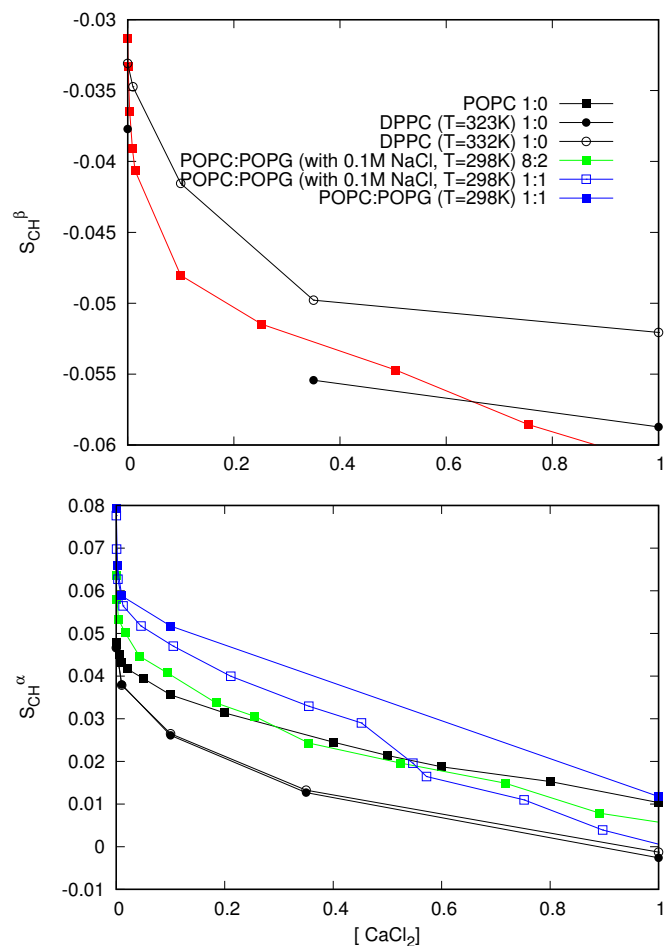 -0.03
-0.035
-0.04
-0.045
-0.05
-0.055
-0.06
S_CH^β
POPC 1:0
DPPC (T=323K) 1:0
DPPC (T=332K) 1:0
POPC:POPG (with 0.1M NaCl, T=298K) 8:2
POPC:POPG (with 0.1M NaCl, T=298K) 1:1
POPC:POPG (T=298K) 1:1
0 0.2 0.4 0.6 0.8 1
0.08
0.07
0.06
0.05
0.04
0.03
0.02
0.01
0
-0.01
S_CH^α
0 0.2 0.4 0.6 0.8 1
[ CaCl₂]